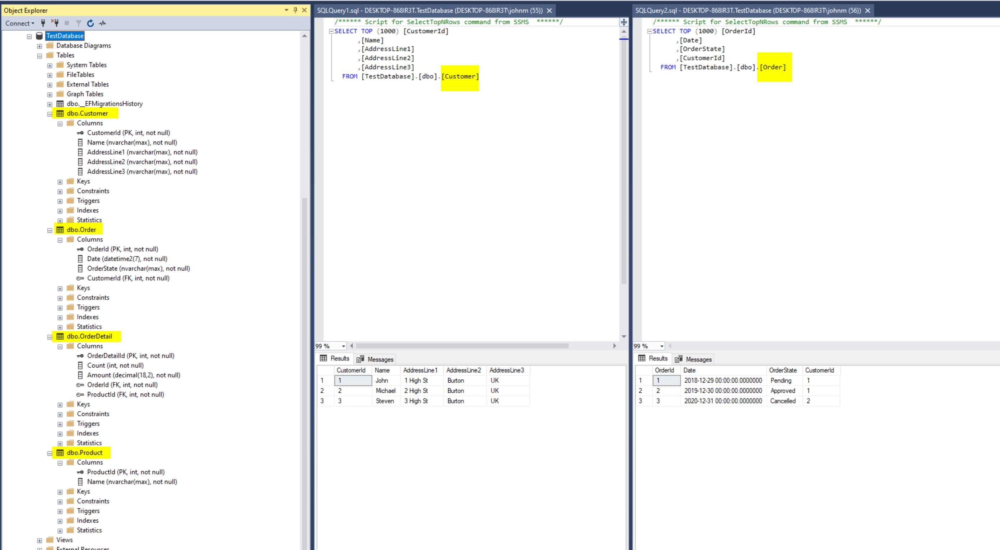 Object Explorer
Connect
TestDatabase
Database Diagrams
Tables
System Tables
FileTables
External Tables
Graph Tables
dbo.__EFMigrationsHistory
dbo.Customer
Columns
CustomerId (PK, int, not null)
Name (nvarchar(max), not null)
AddressLine1 (nvarchar(max), not null)
AddressLine2 (nvarchar(max), not null)
AddressLine3 (nvarchar(max), not null)
Keys
Constraints
Triggers
Indexes
Statistics
dbo.Order
Columns
OrderId (PK, int, not null)
Date (datetime2(7), not null)
OrderState (nvarchar(max), not null)
CustomerId (FK, int, not null)
Keys
Constraints
Triggers
Indexes
Statistics
dbo.OrderDetail
Columns
OrderDetailId (PK, int, not null)
Count (int, not null)
Amount (decimal(18,2), not null)
OrderId (FK, int, not null)
ProductId (FK, int, not null)
Keys
Constraints
Triggers
Indexes
Statistics
dbo.Product
Columns
ProductId (PK, int, not null)
Name (nvarchar(max), not null)
Keys
Constraints
Triggers
Indexes
Statistics
Views
External Resources
SQLQuery1.sql - DESKTOP-868IR3T.TestDatabase (DESKTOP-868IR3T\johnm (55))
/****** Script for SelectTopNRows command from SSMS  ******/
SELECT TOP (1000) [CustomerId]
,[Name]
,[AddressLine1]
,[AddressLine2]
,[AddressLine3]
FROM [TestDatabase].[dbo].[Customer]
99 %
Results Messages
CustomerId Name AddressLine1 AddressLine2 AddressLine3
1 1 John 1 High St Burton UK
2 2 Michael 2 High St Burton UK
3 3 Steven 3 High St Burton UK
SQLQuery2.sql - DESKTOP-868IR3T.TestDatabase (DESKTOP-868IR3T\johnm (56))
/****** Script for SelectTopNRows command from SSMS  ******/
SELECT TOP (1000) [OrderId]
,[Date]
,[OrderState]
,[CustomerId]
FROM [TestDatabase].[dbo].[Order]
99 %
Results Messages
OrderId Date OrderState CustomerId
1 1 2018-12-29 00:00:00.0000000 Pending 1
2 2 2019-12-30 00:00:00.0000000 Approved 1
3 3 2020-12-31 00:00:00.0000000 Cancelled 2